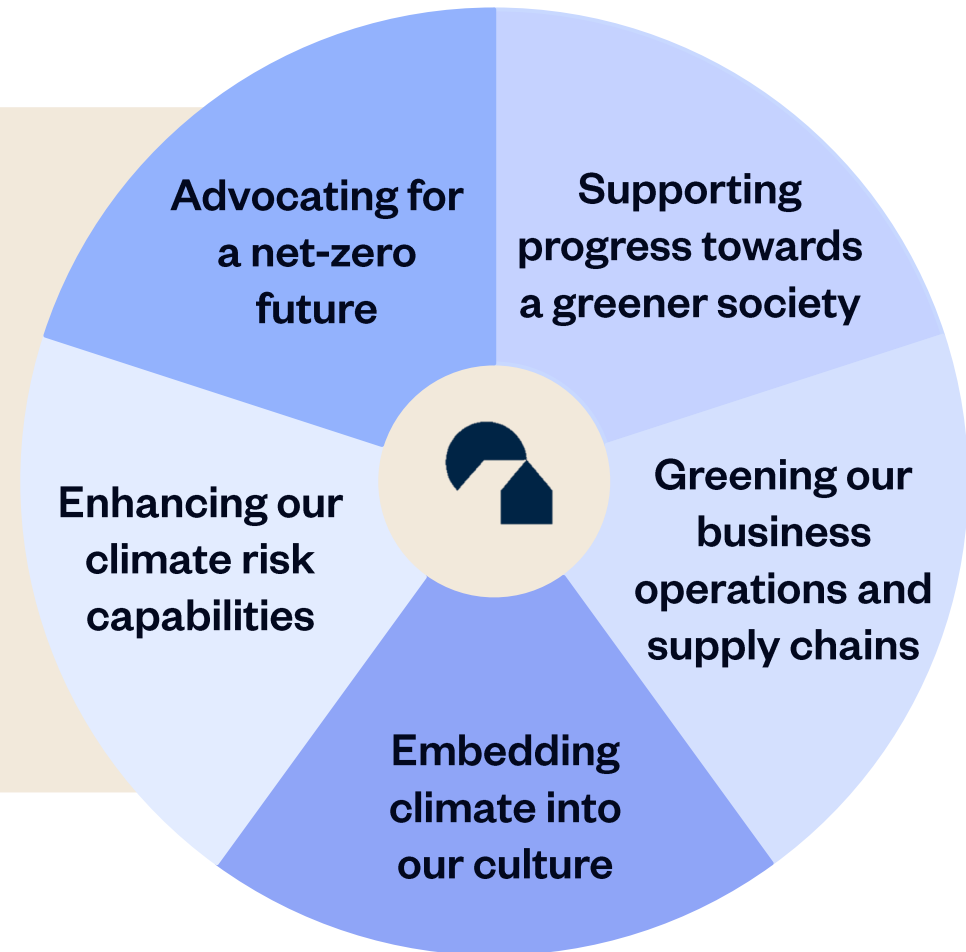 Advocating for
a net-zero
future
Supporting
progress towards
a greener society
Greening our
business
operations and
supply chains
Embedding
climate into
our culture
Enhancing our
climate risk
capabilities